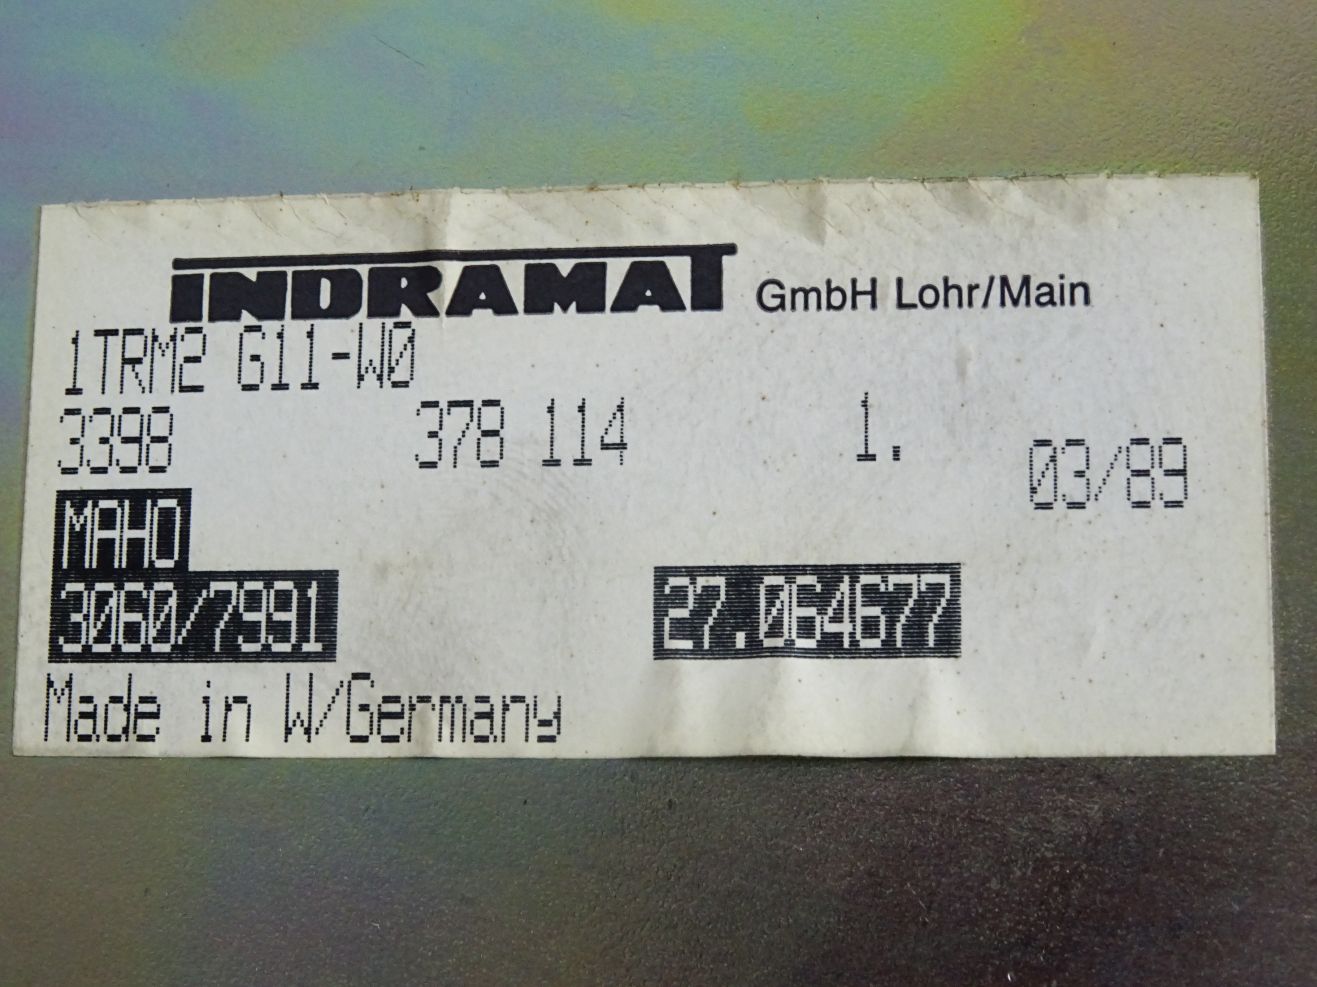 INDRAMAT GmbH Lohr/Main
1TRM2 G11-W0
3398 378 114 1. 03/89
MAHO
3060/7991 27.064677
Made in W/Germany